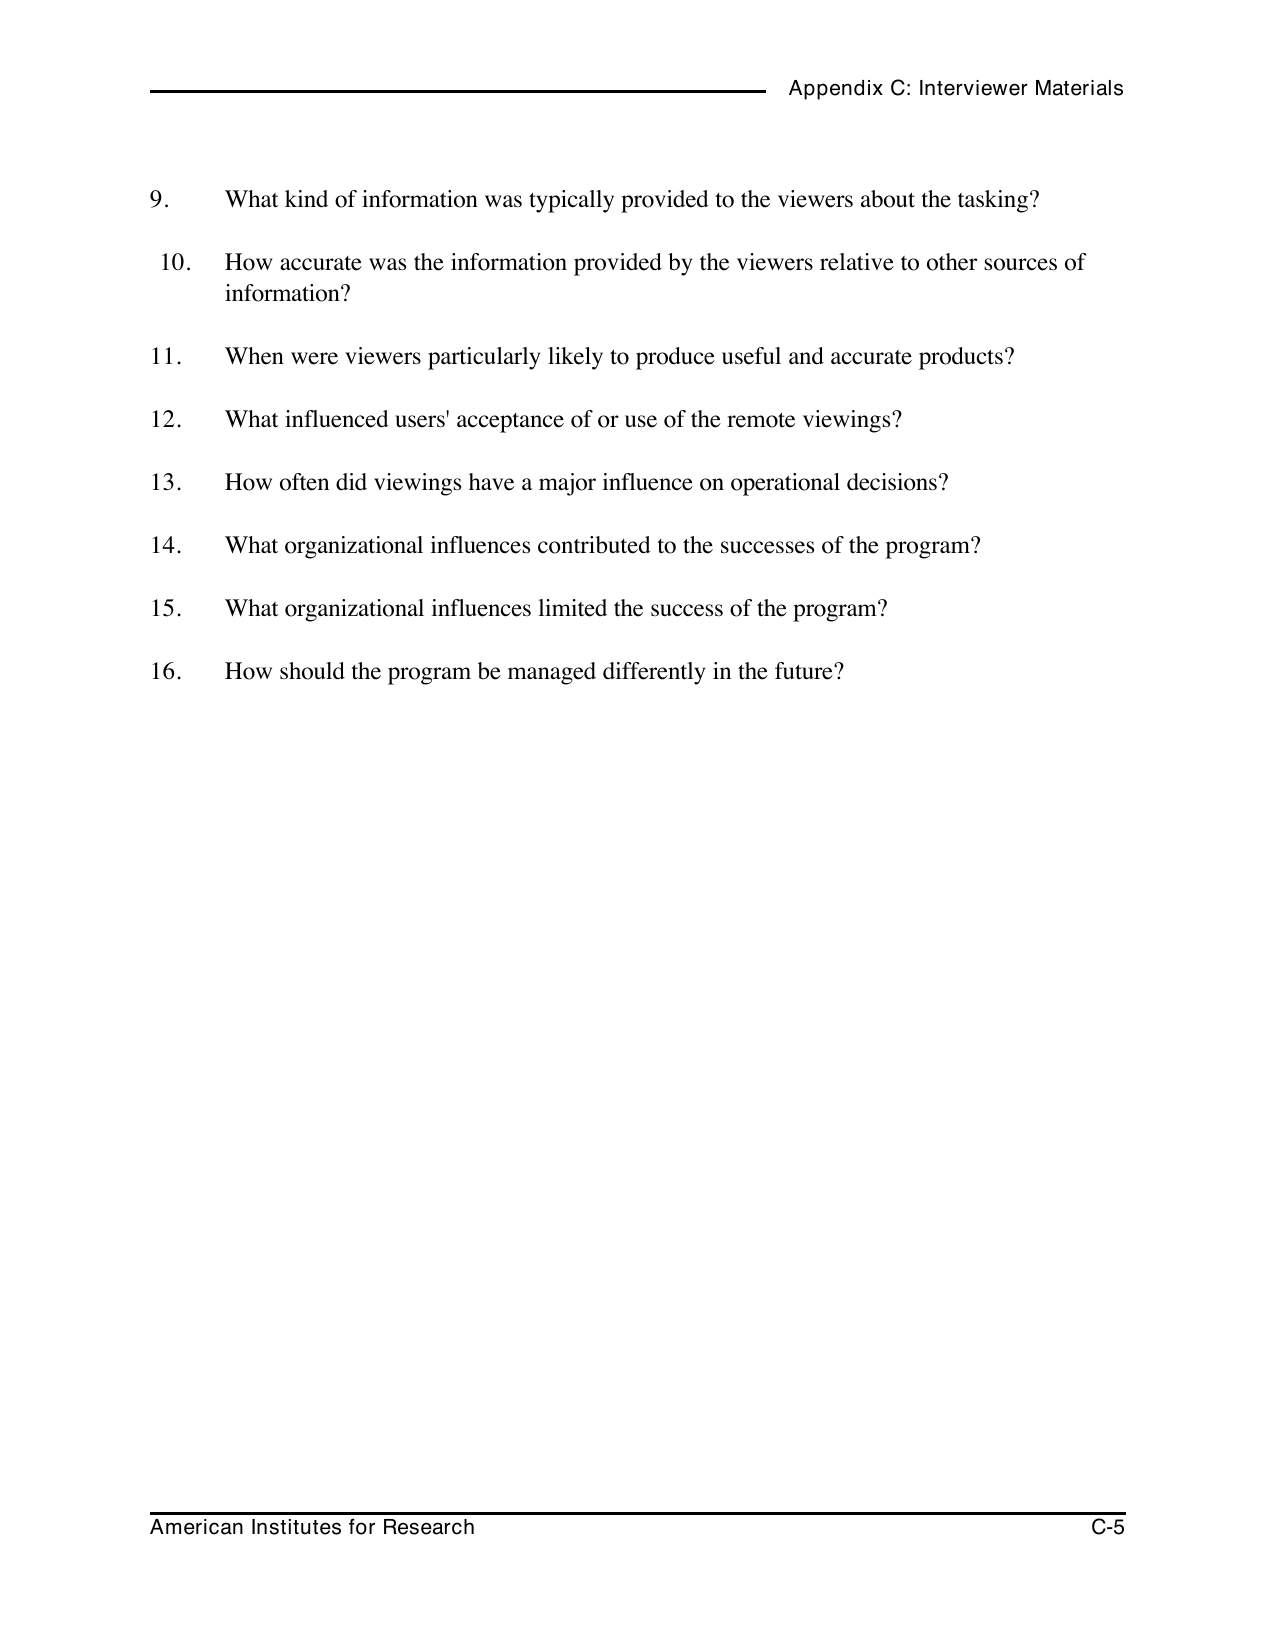 Appendix C: Interviewer Materials
9. What kind of information was typically provided to the viewers about the tasking?
10. How accurate was the information provided by the viewers relative to other sources of
information?
11. When were viewers particularly likely to produce useful and accurate products?
12. What influenced users' acceptance of or use of the remote viewings?
13. How often did viewings have a major influence on operational decisions?
14. What organizational influences contributed to the successes of the program?
15. What organizational influences limited the success of the program?
16. How should the program be managed differently in the future?
American Institutes for Research C-5